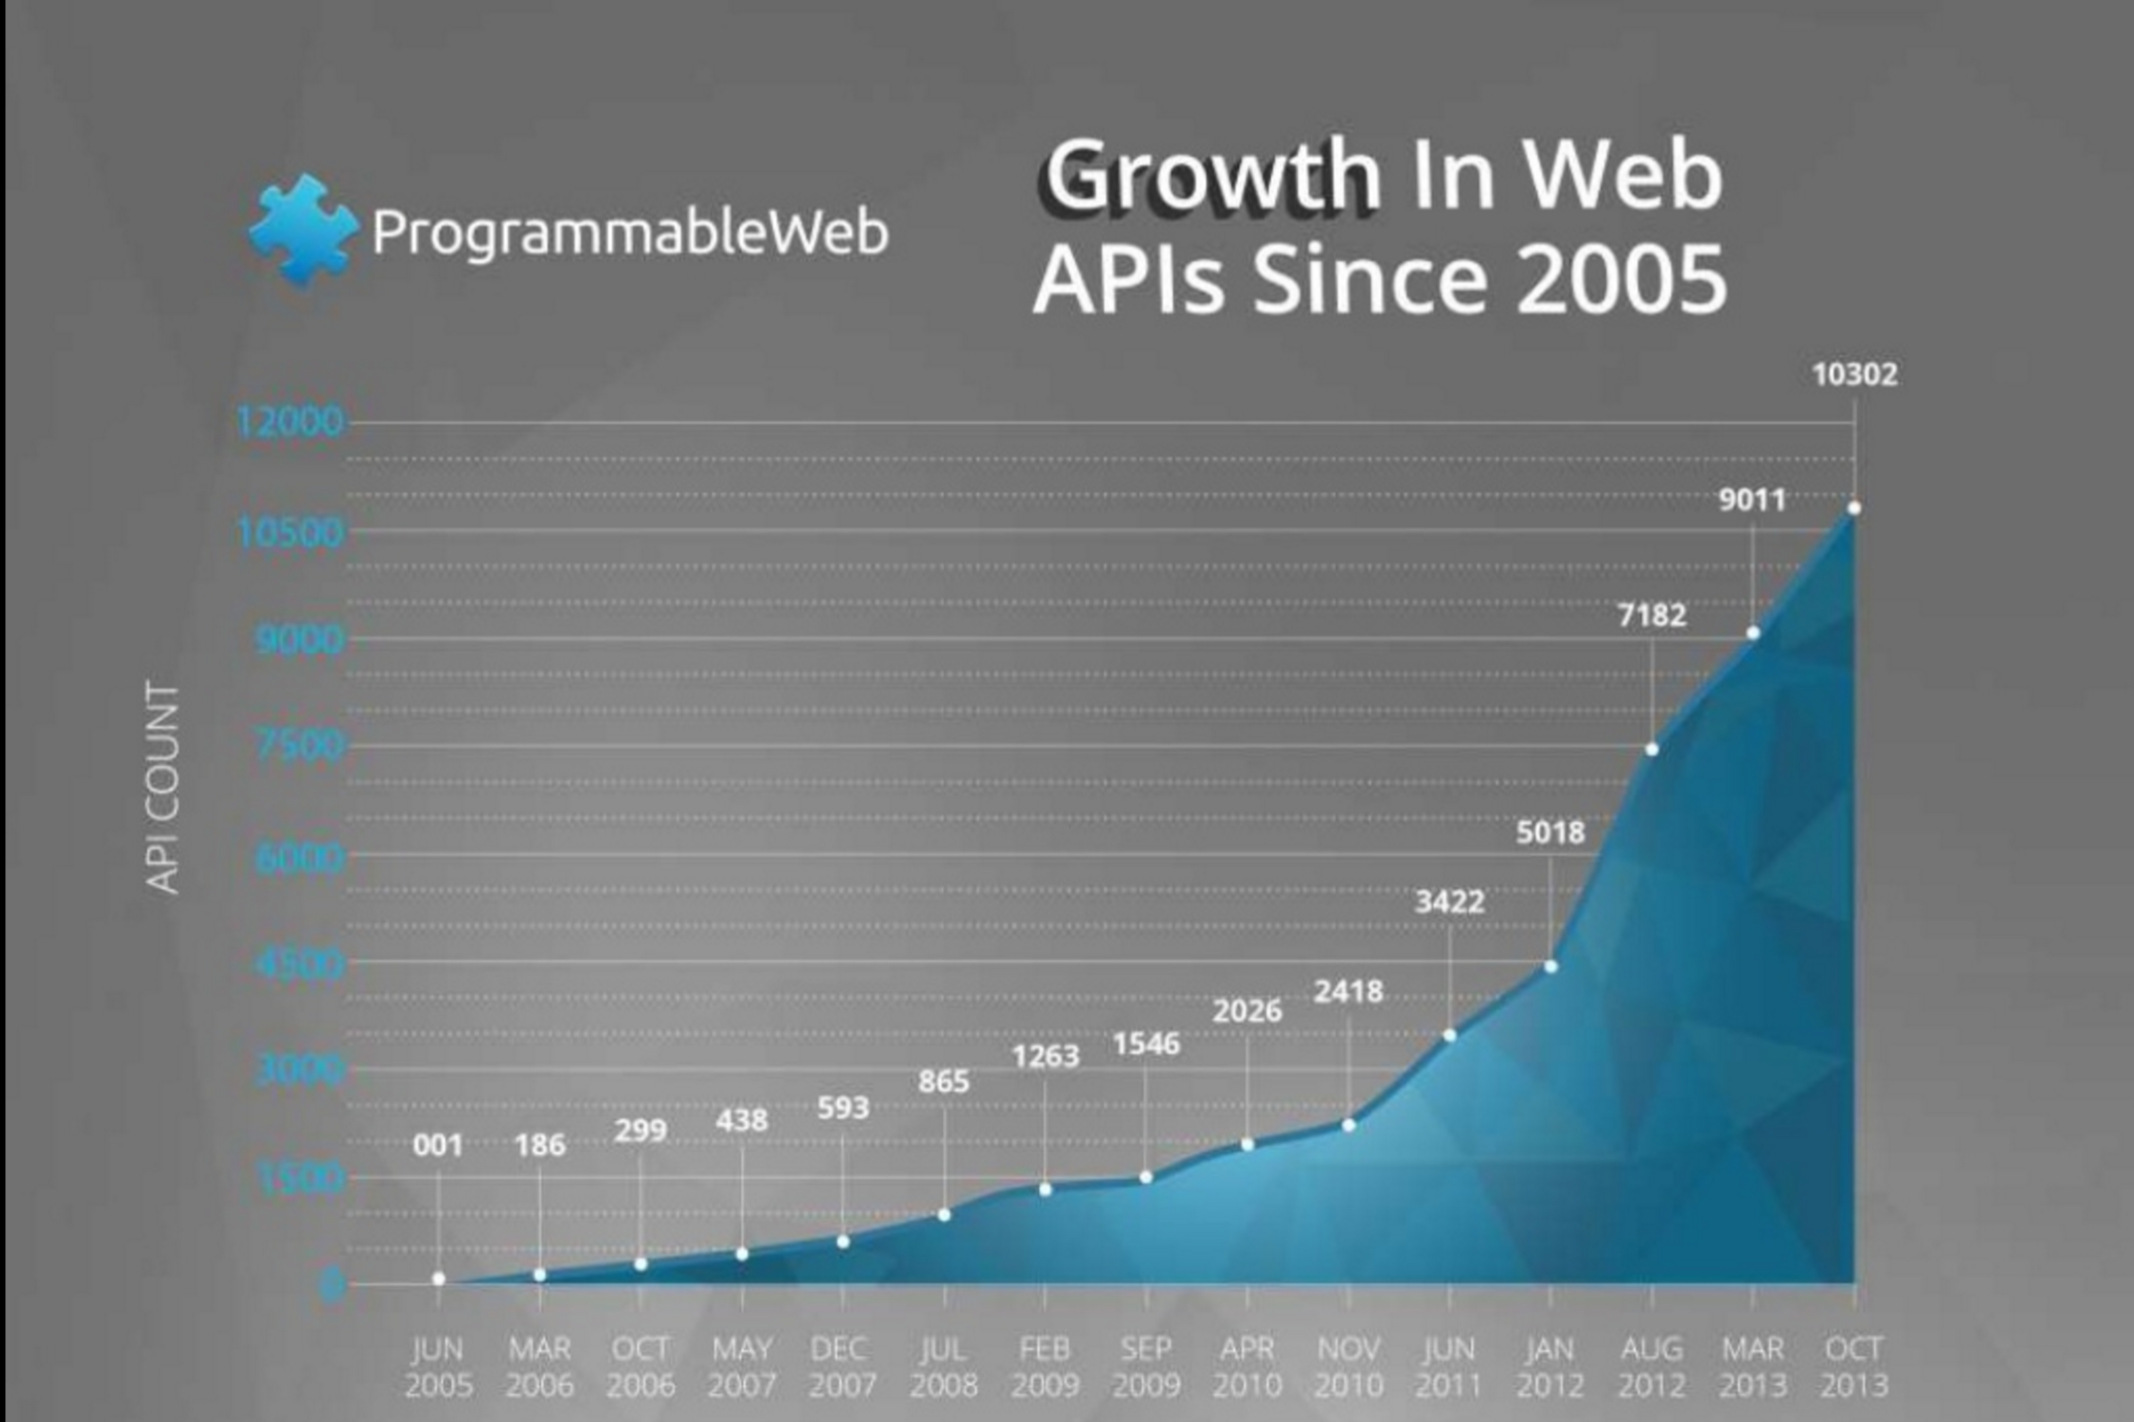 ProgrammableWeb
Growth In Web
APIs Since 2005
API COUNT
12000
10500
9000
7500
6000
4500
3000
1500
0
001
186
299
438
593
865
1263
1546
2026
2418
3422
5018
7182
9011
10302
JUN 2005
MAR 2006
OCT 2006
MAY 2007
DEC 2007
JUL 2008
FEB 2009
SEP 2009
APR 2010
NOV 2010
JUN 2011
JAN 2012
AUG 2012
MAR 2013
OCT 2013